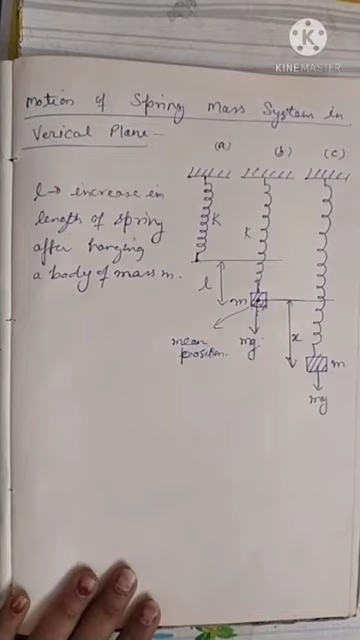 K
KINEMASTER
Motion of Spring Mass System in
Verical Plane -
(a) (b) (c)
l → increase in
length of spring
after hanging
a body of mass m.
K K
l
m
mean
position.
mg
x
m
mg